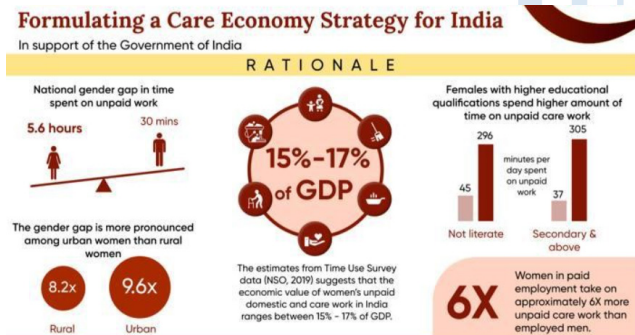 Formulating a Care Economy Strategy for India
In support of the Government of India
RATIONALE
National gender gap in time
spent on unpaid work
5.6 hours
30 mins
The gender gap is more pronounced
among urban women than rural
women
8.2x
9.6x
Rural
Urban
15%-17%
of GDP
The estimates from Time Use Survey
data (NSO, 2019) suggests that the
economic value of women's unpaid
domestic and care work in India
ranges between 15% - 17% of GDP.
Females with higher educational
qualifications spend higher amount of
time on unpaid care work
45
296
minutes per
day spent
on unpaid
work
37
305
Not literate
Secondary &
above
6X
Women in paid
employment take on
approximately 6X more
unpaid care work than
employed men.